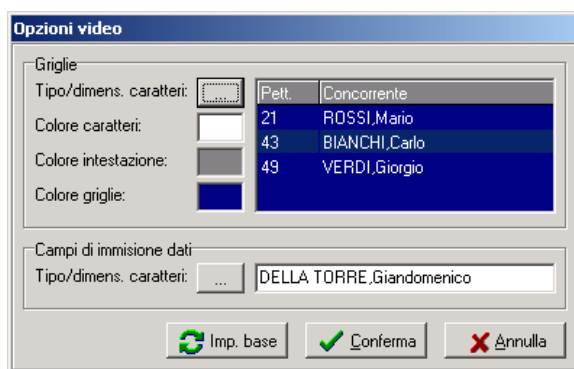 Opzioni video
Griglie
Tipo/dimens. caratteri: ...
Colore caratteri:
Colore intestazione:
Colore griglie:
Pett. Concorrente
21 ROSSI,Mario
43 BIANCHI,Carlo
49 VERDI,Giorgio
Campi di immisione dati
Tipo/dimens. caratteri: ... DELLA TORRE,Giandomenico
Imp. base Conferma Annulla